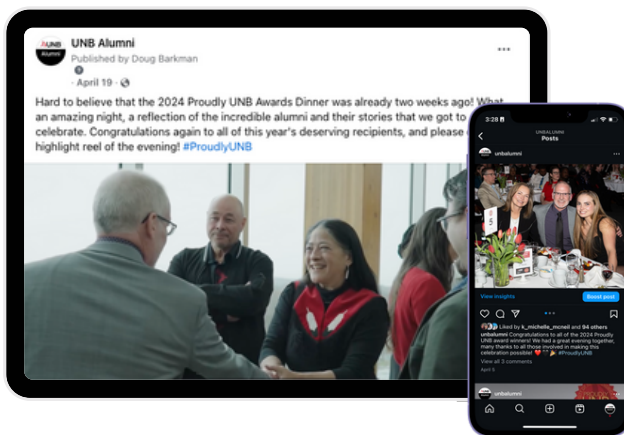 UNB Alumni
Published by Doug Barkman
April 19
Hard to believe that the 2024 Proudly UNB Awards Dinner was already two weeks ago! What
an amazing night, a reflection of the incredible alumni and their stories that we got to
celebrate. Congratulations again to all of this year's deserving recipients, and please
highlight reel of the evening! #ProudlyUNB
3:28
UNBALUMNI
Posts
unbalumni
5
View insights
Boost post
Liked by k_michelle_mcneil and 94 others
unbalumni Congratulations to all of the 2024 Proudly
UNB award winners! We had a great evening together,
many thanks to all those involved in making this
celebration possible! ❤️🖤🎉 #ProudlyUNB
View all 3 comments
April 5
unbalumni
PROUDLY